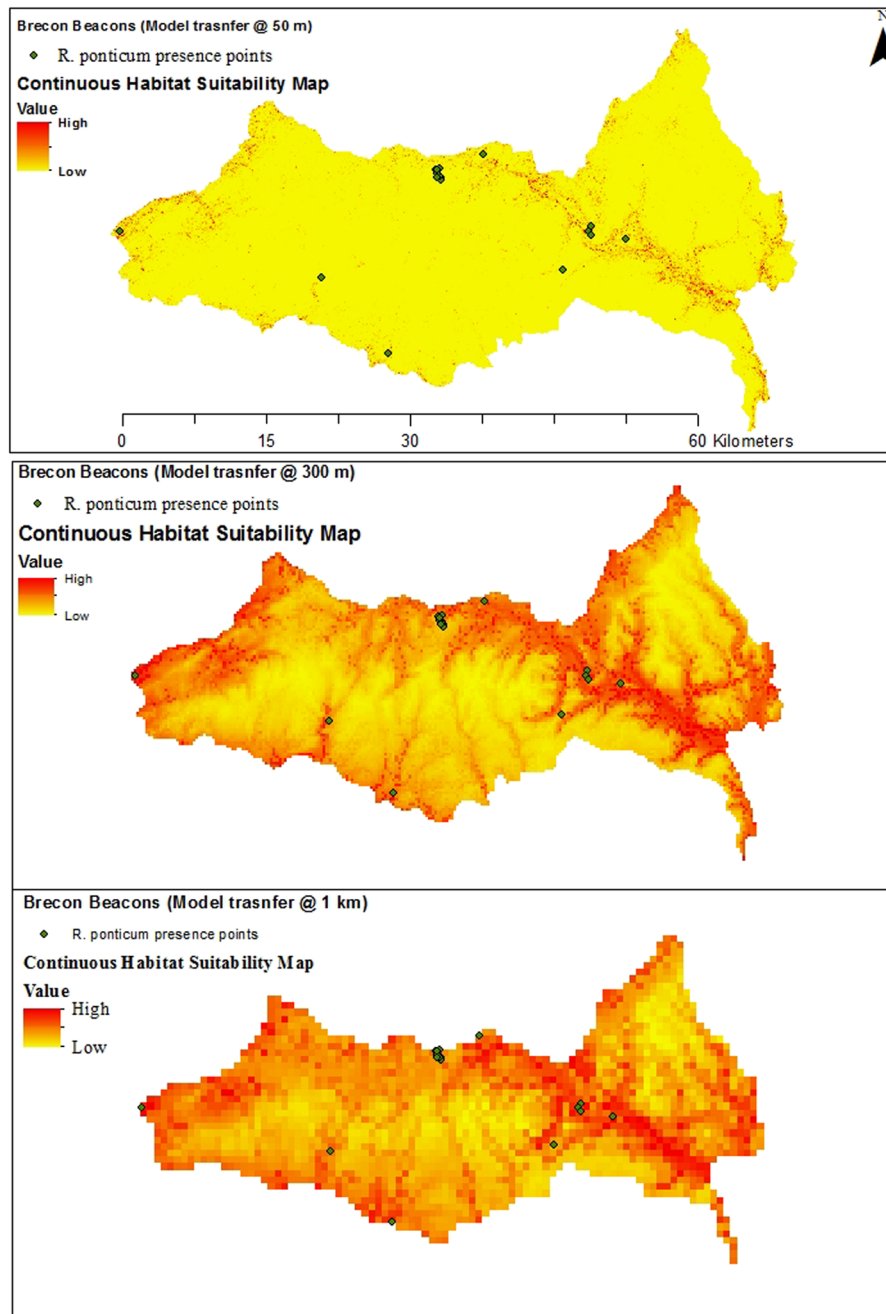 Brecon Beacons (Model trasnfer @ 50 m)
N
R. ponticum presence points
Continuous Habitat Suitability Map
Value
High
Low
0 15 30 60 Kilometers
Brecon Beacons (Model trasnfer @ 300 m)
R. ponticum presence points
Continuous Habitat Suitability Map
Value
High
Low
Brecon Beacons (Model trasnfer @ 1 km)
R. ponticum presence points
Continuous Habitat Suitability Map
Value
High
Low